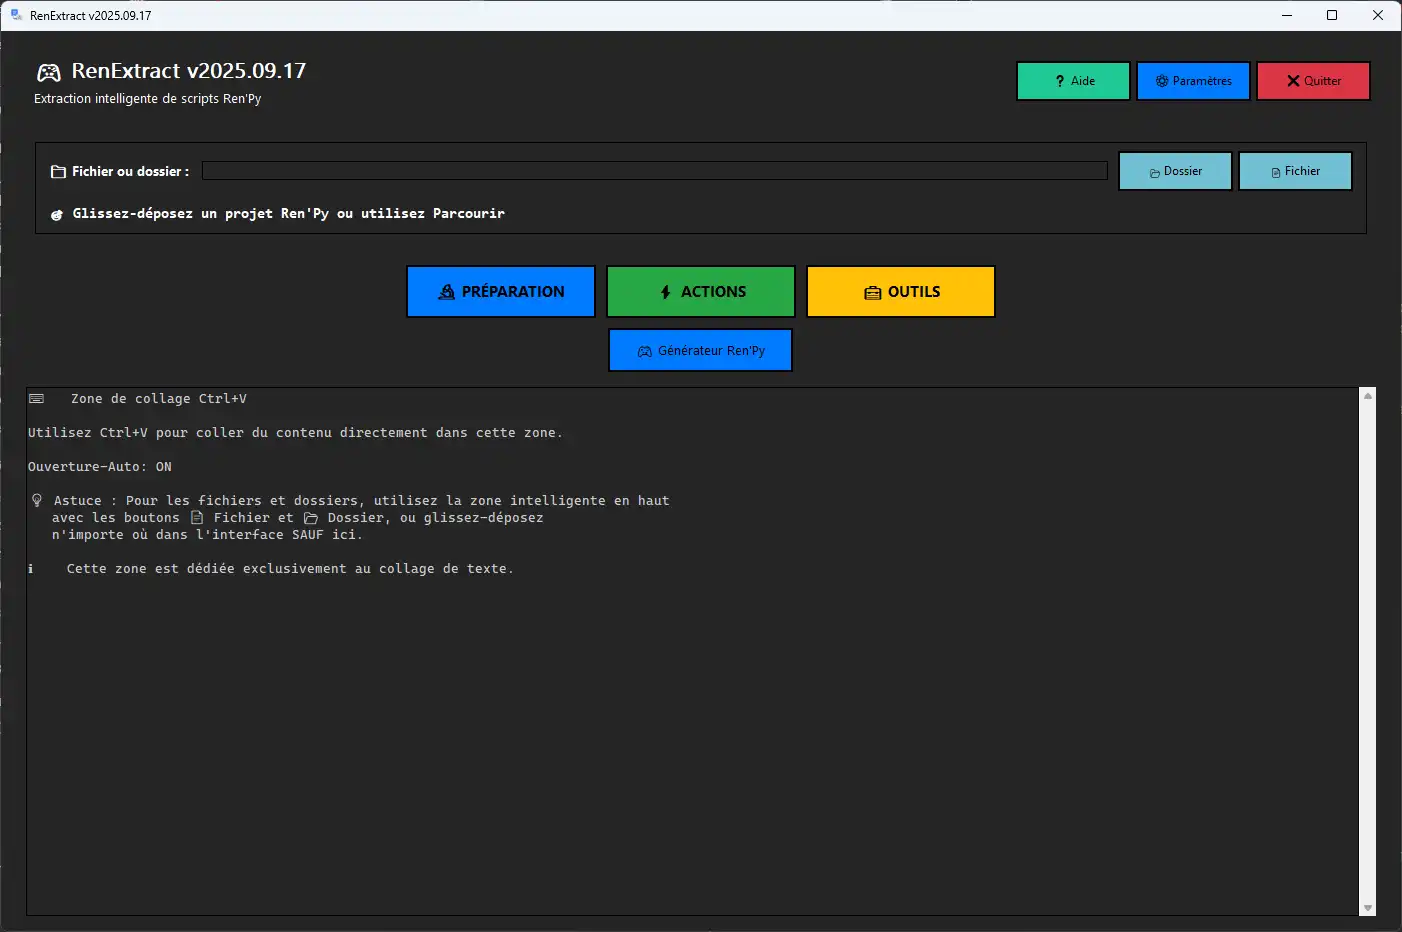 RenExtract v2025.09.17
RenExtract v2025.09.17
Extraction intelligente de scripts Ren'Py
? Aide
Paramètres
Quitter
Fichier ou dossier :
Dossier
Fichier
Glissez-déposez un projet Ren'Py ou utilisez Parcourir
PRÉPARATION
ACTIONS
OUTILS
Générateur Ren'Py
Zone de collage Ctrl+V
Utilisez Ctrl+V pour coller du contenu directement dans cette zone.
Ouverture-Auto: ON
Astuce : Pour les fichiers et dossiers, utilisez la zone intelligente en haut
avec les boutons Fichier et Dossier, ou glissez-déposez
n'importe où dans l'interface SAUF ici.
Cette zone est dédiée exclusivement au collage de texte.